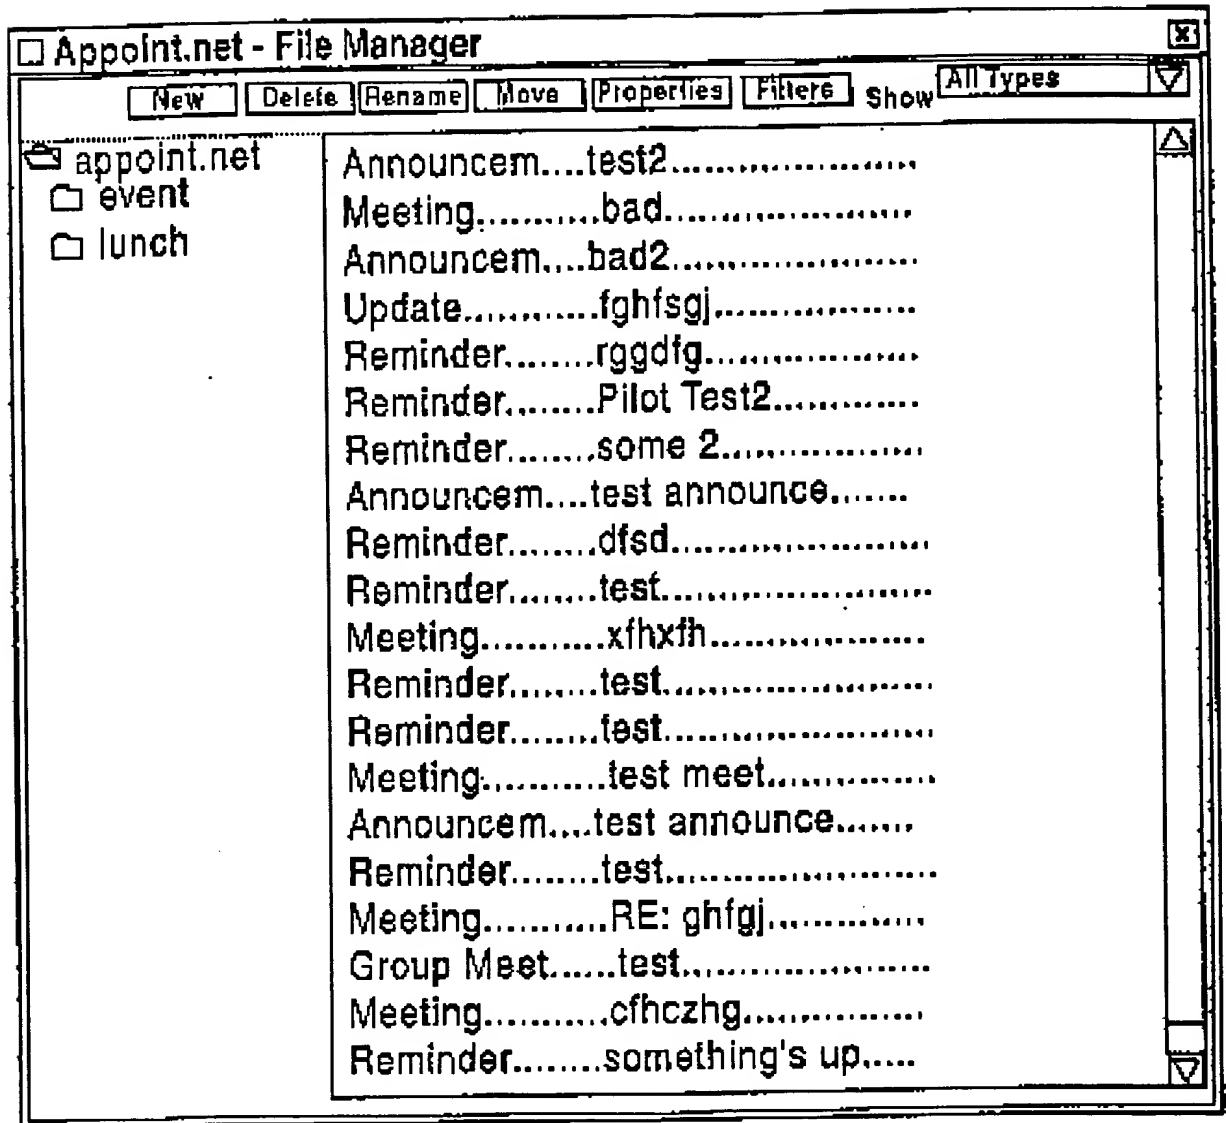 Appoint.net - File Manager
New Delete Rename Move Properties Filters Show All Types
appoint.net
event
lunch
Announcem....test2.......................
Meeting...........bad.......................
Announcem....bad2......................
Update............fghfsgj..................
Reminder........rggdfg...................
Reminder........Pilot Test2.............
Reminder........some 2..................
Announcem....test announce.......
Reminder........dfsd.......................
Reminder........test........................
Meeting...........xfhxfh...................
Reminder........test........................
Reminder........test........................
Meeting...........test meet...............
Announcem....test announce.......
Reminder........test........................
Meeting...........RE: ghfgj..............
Group Meet......test......................
Meeting...........cfhczhg................
Reminder........something's up.....